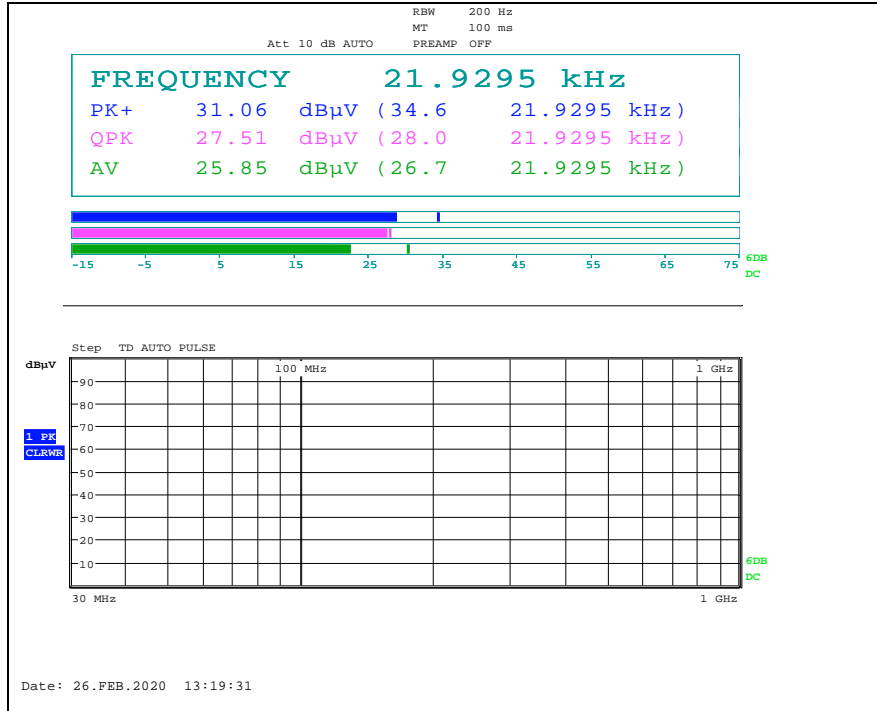 RBW 200 Hz
MT 100 ms
Att 10 dB AUTO PREAMP OFF
FREQUENCY 21.9295 kHz
PK+ 31.06 dBµV (34.6 21.9295 kHz)
QPK 27.51 dBµV (28.0 21.9295 kHz)
AV 25.85 dBµV (26.7 21.9295 kHz)
-15 -5 5 15 25 35 45 55 65 75
6DB
DC
Step TD AUTO PULSE
dBµV
100 MHz 1 GHz
90
80
70
1 PK
CLRWR
60
50
40
30
20
10
6DB
DC
30 MHz 1 GHz
Date: 26.FEB.2020 13:19:31